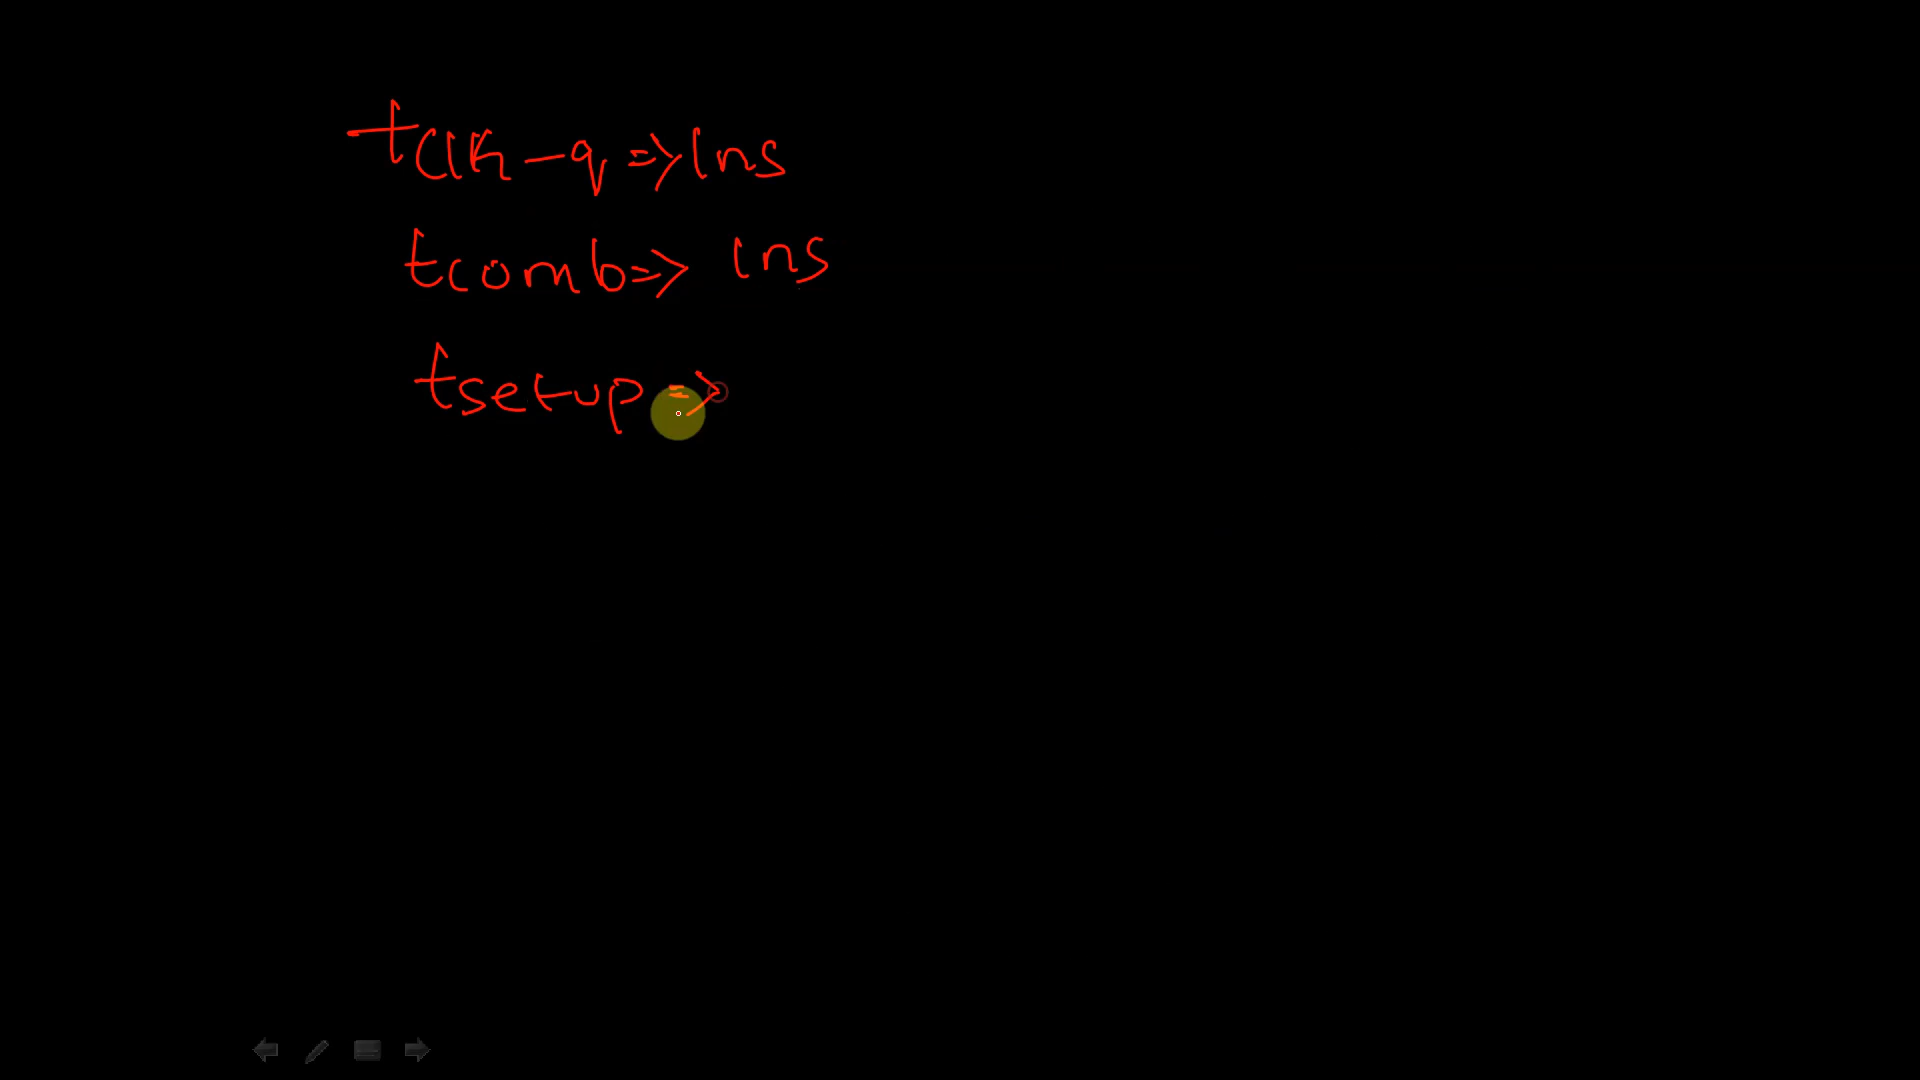 tclk-q => 1ns
tcomb => 1ns
tsetup =>